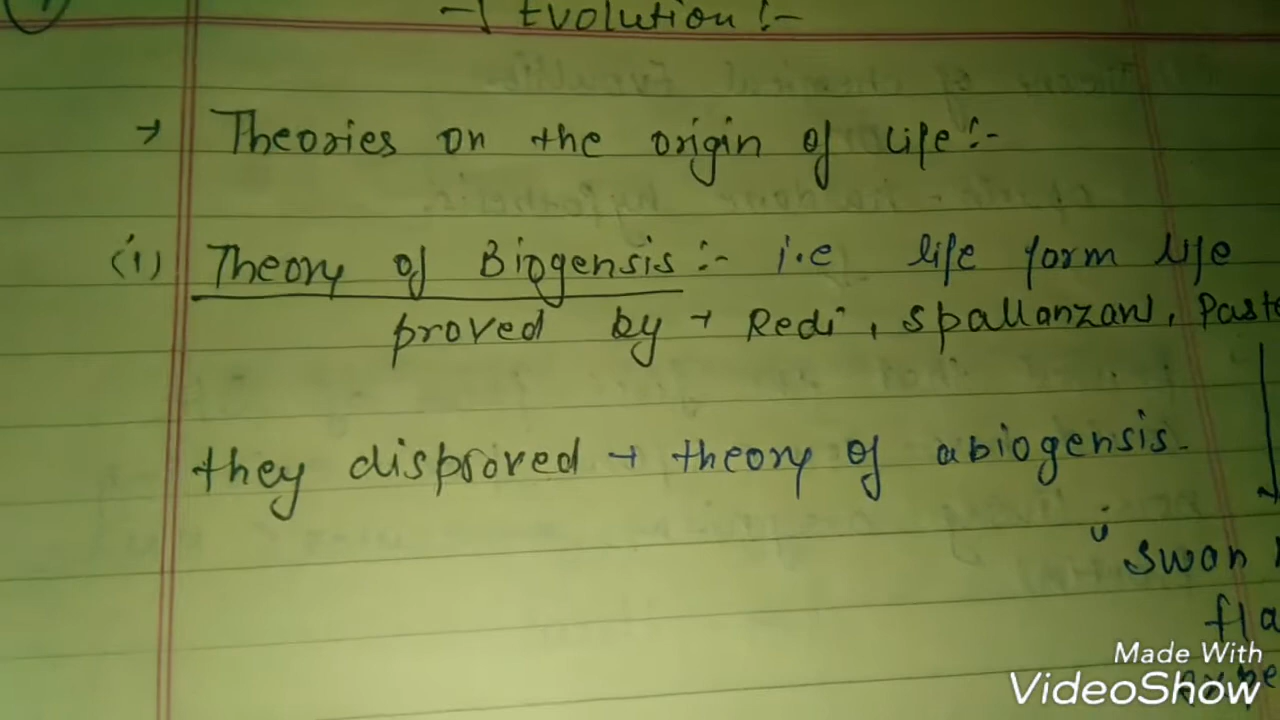 Evolution :-
→ Theories on the origin of life :-
(i) Theory of Biogensis :- i.e life form life
proved by → Redi, Spallanzani, Paste
they disproved → theory of abiogensis.
swan
fla
expe
Made With
VideoShow